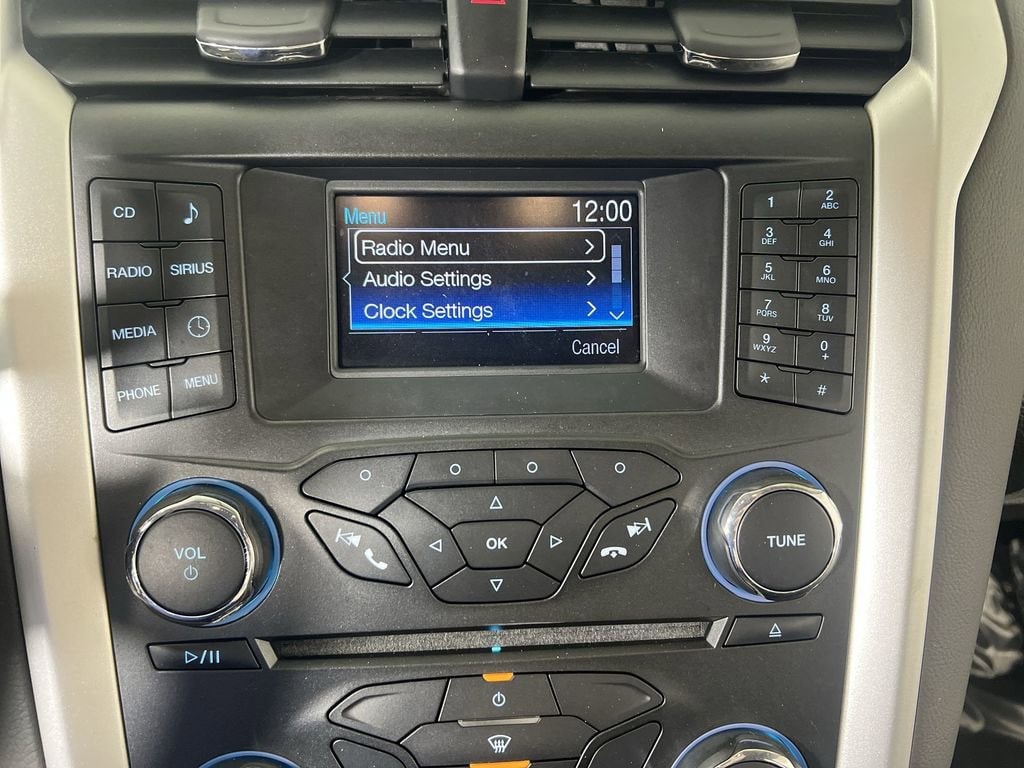 Menu 12:00
Radio Menu
Audio Settings
Clock Settings
Cancel
CD
RADIO SIRIUS
MEDIA
PHONE MENU
1 2 ABC
3 DEF 4 GHI
5 JKL 6 MNO
7 PQRS 8 TUV
9 WXYZ 0 +
* #
VOL
OK
TUNE